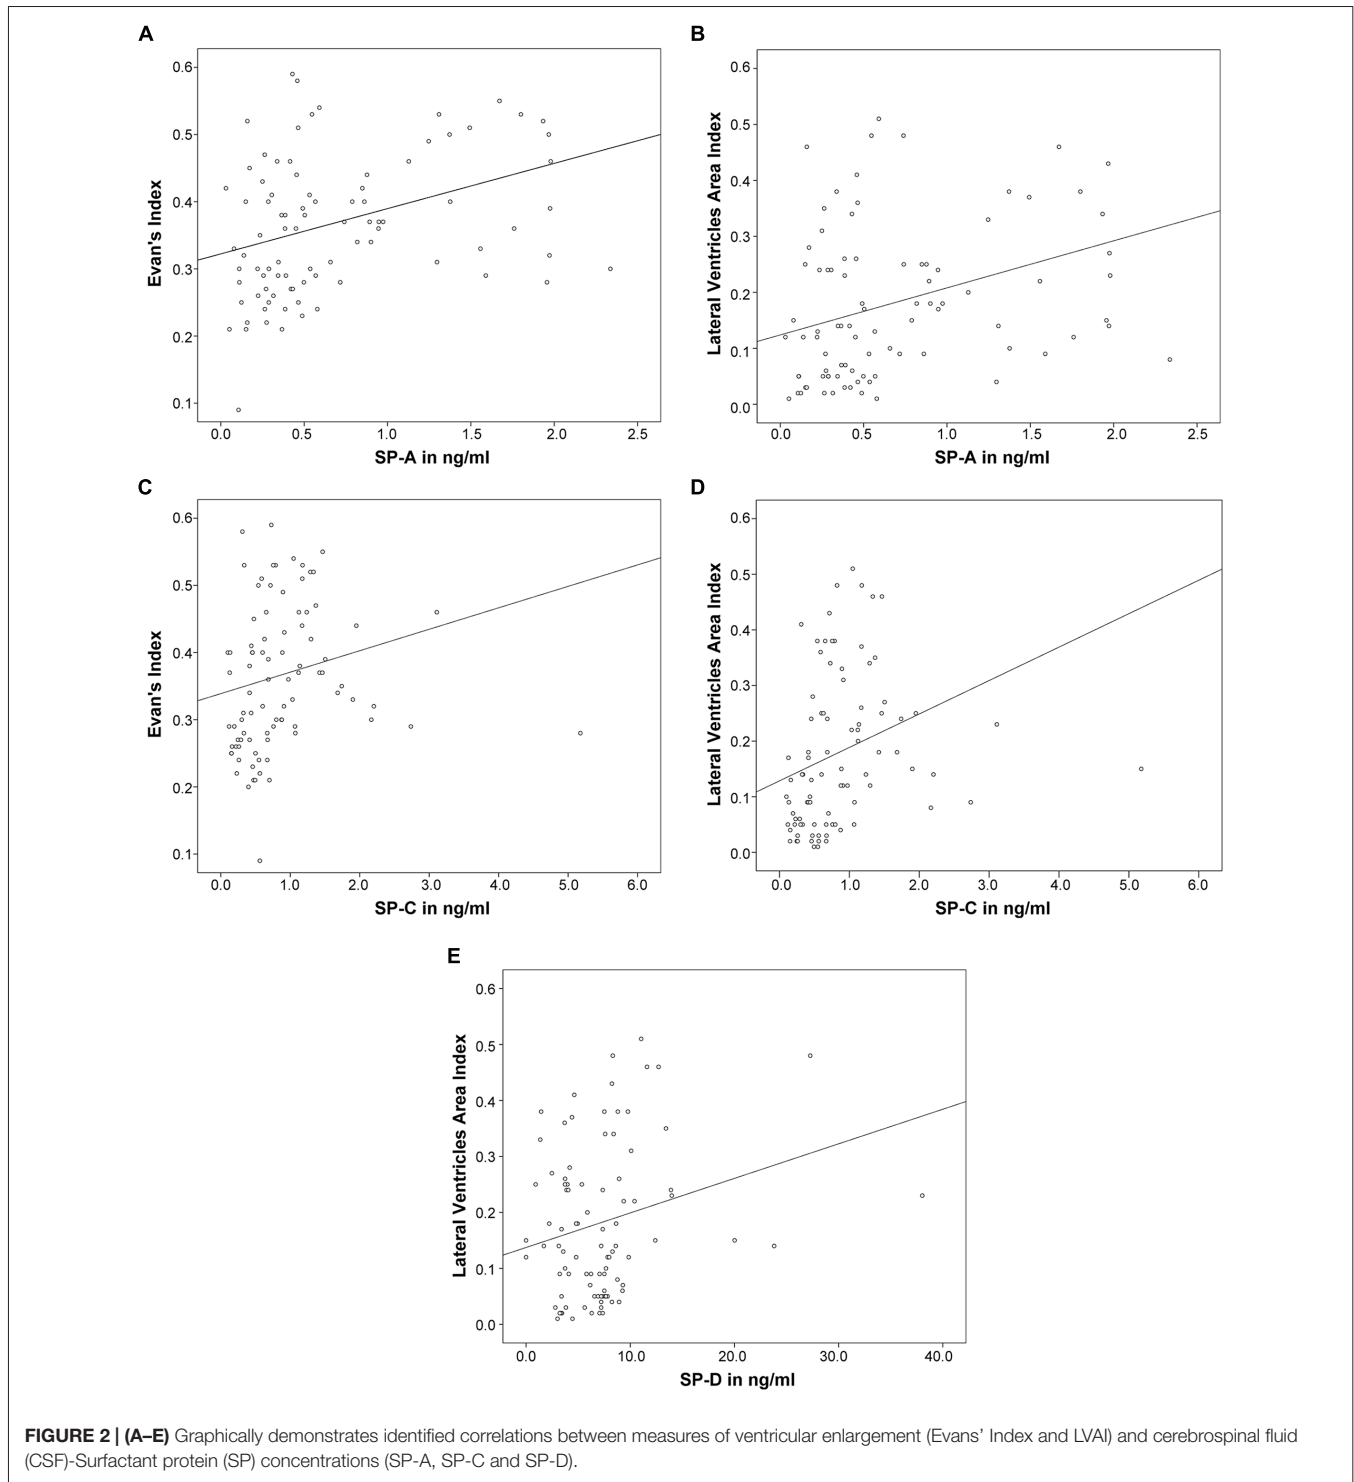 A
0.6
0.5
0.4
0.3
0.2
0.1
Evan's Index
0.0 0.5 1.0 1.5 2.0 2.5
SP-A in ng/ml
B
0.6
0.5
0.4
0.3
0.2
0.1
0.0
Lateral Ventricles Area Index
0.0 0.5 1.0 1.5 2.0 2.5
SP-A in ng/ml
C
0.6
0.5
0.4
0.3
0.2
0.1
Evan's Index
0.0 1.0 2.0 3.0 4.0 5.0 6.0
SP-C in ng/ml
D
0.6
0.5
0.4
0.3
0.2
0.1
0.0
Lateral Ventricles Area Index
0.0 1.0 2.0 3.0 4.0 5.0 6.0
SP-C in ng/ml
E
0.6
0.5
0.4
0.3
0.2
0.1
0.0
Lateral Ventricles Area Index
0.0 10.0 20.0 30.0 40.0
SP-D in ng/ml
FIGURE 2 | (A–E) Graphically demonstrates identified correlations between measures of ventricular enlargement (Evans' Index and LVAI) and cerebrospinal fluid
(CSF)-Surfactant protein (SP) concentrations (SP-A, SP-C and SP-D).